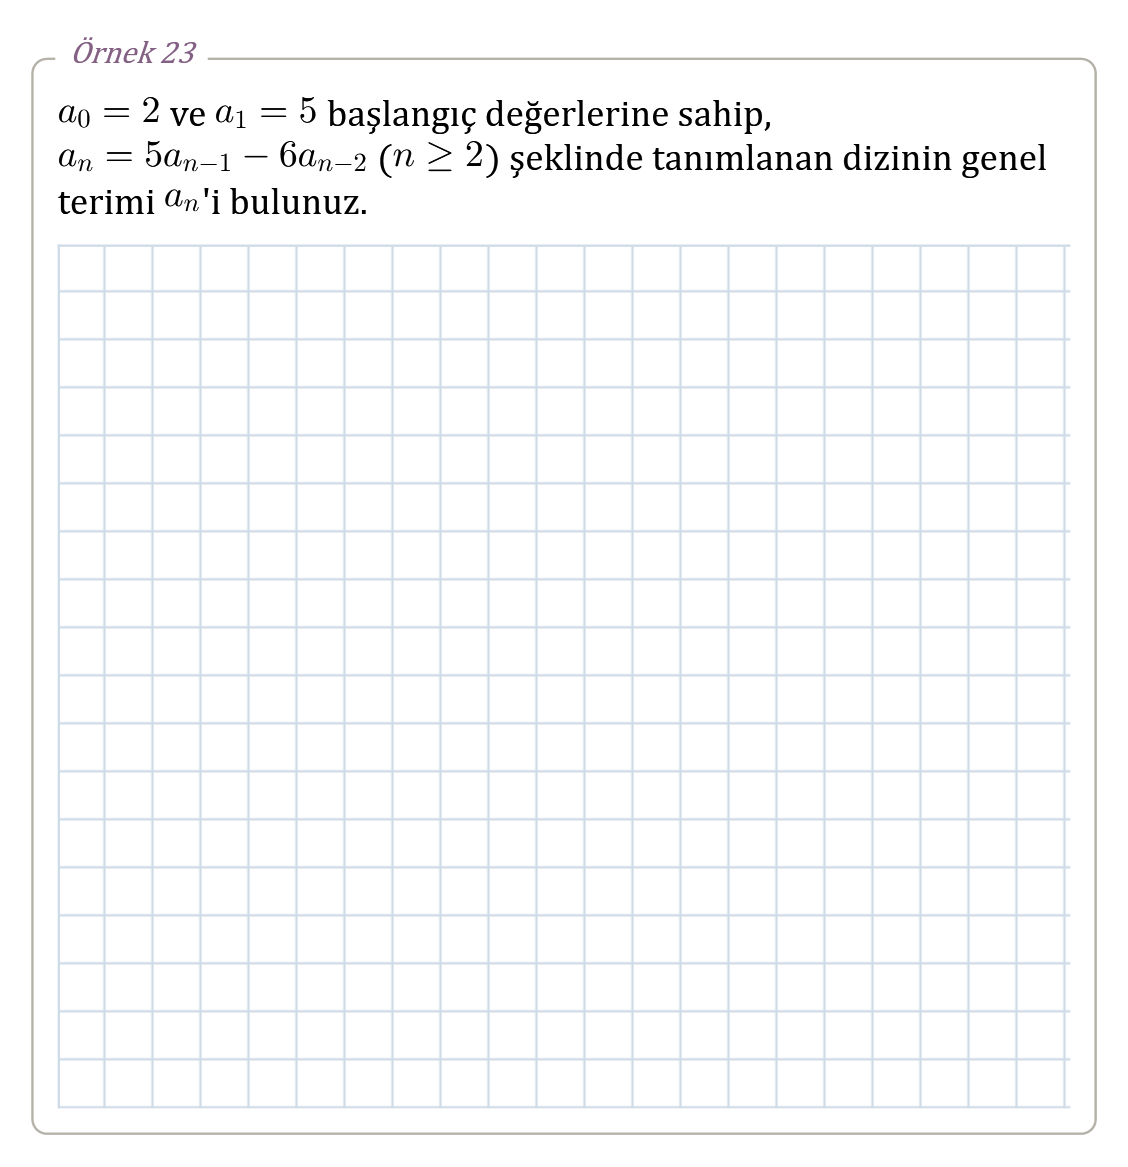 Örnek 23
a₀ = 2 ve a₁ = 5 başlangıç değerlerine sahip,
aₙ = 5aₙ₋₁ − 6aₙ₋₂ (n ≥ 2) şeklinde tanımlanan dizinin genel
terimi aₙ'i bulunuz.